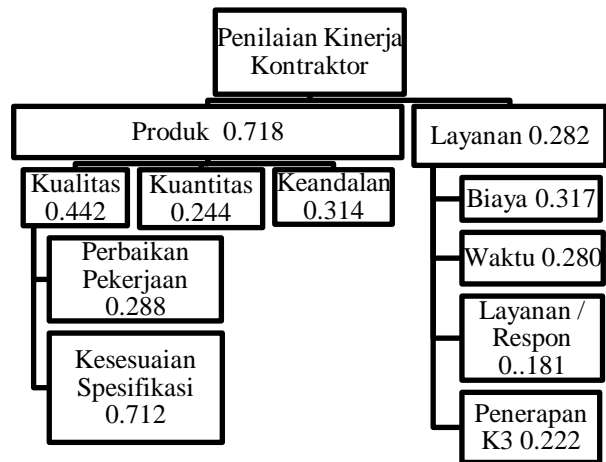 Penilaian Kinerja
Kontraktor
Produk 0.718
Layanan 0.282
Kualitas
0.442
Kuantitas
0.244
Keandalan
0.314
Perbaikan
Pekerjaan
0.288
Kesesuaian
Spesifikasi
0.712
Biaya 0.317
Waktu 0.280
Layanan /
Respon
0..181
Penerapan
K3 0.222